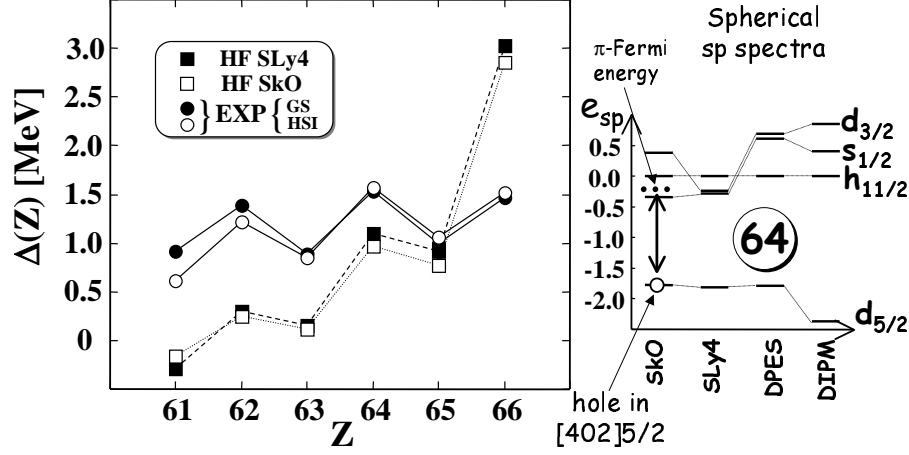 3.0
2.5
2.0
1.5
1.0
0.5
0
Δ(Z) [MeV]
HF SLy4
HF SkO
} EXP { GS
HSI
61 62 63 64 65 66
Z
Spherical
sp spectra
π-Fermi
energy
e_sp
0.5
0.0
-0.5
-1.0
-1.5
-2.0
d3/2
s1/2
h11/2
64
d5/2
SkO
SLy4
DPES
DIPM
hole in
[402]5/2